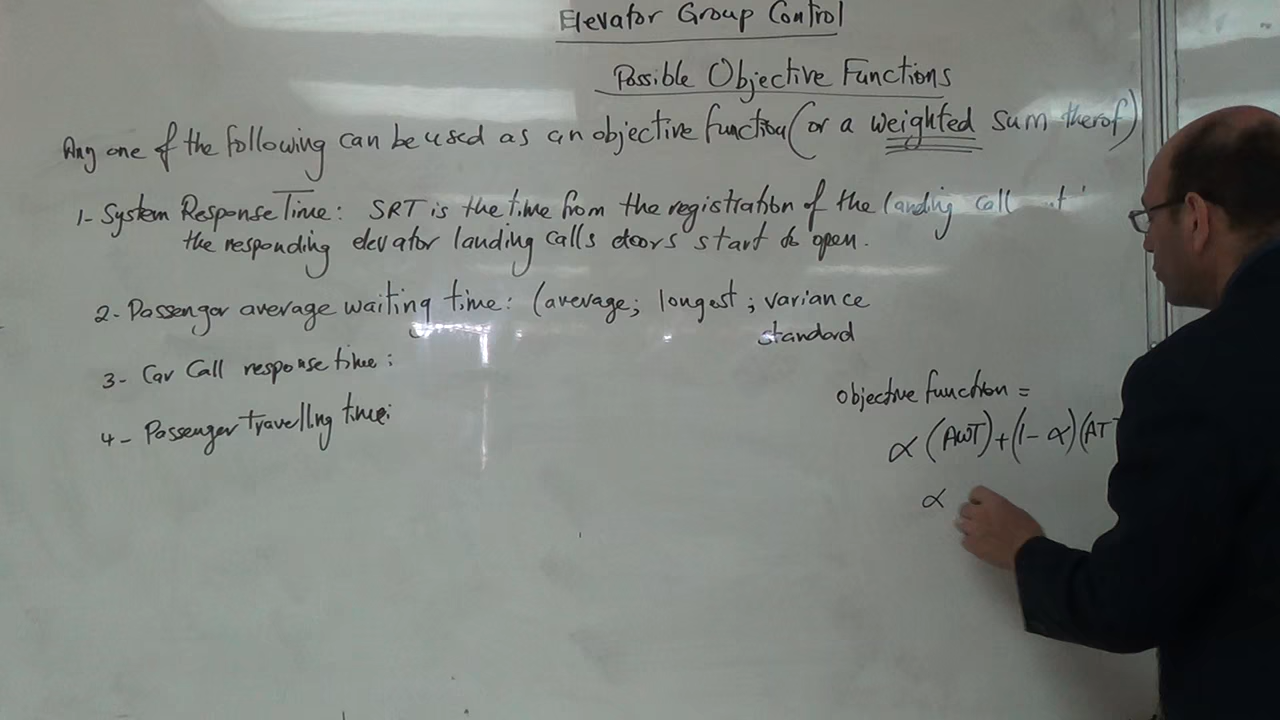 Elevator Group Control
Possible Objective Functions
Any one of the following can be used as an objective function (or a weighted sum therof)
1- System Response Time: SRT is the time from the registration of the landing call
the responding elevator landing calls doors start to open.
2- Passenger average waiting time: (average; longest; variance
standard
3- Car Call response time:
4- Passenger travelling time:
objective function =
α (AWT) + (1 - α) (AT
α